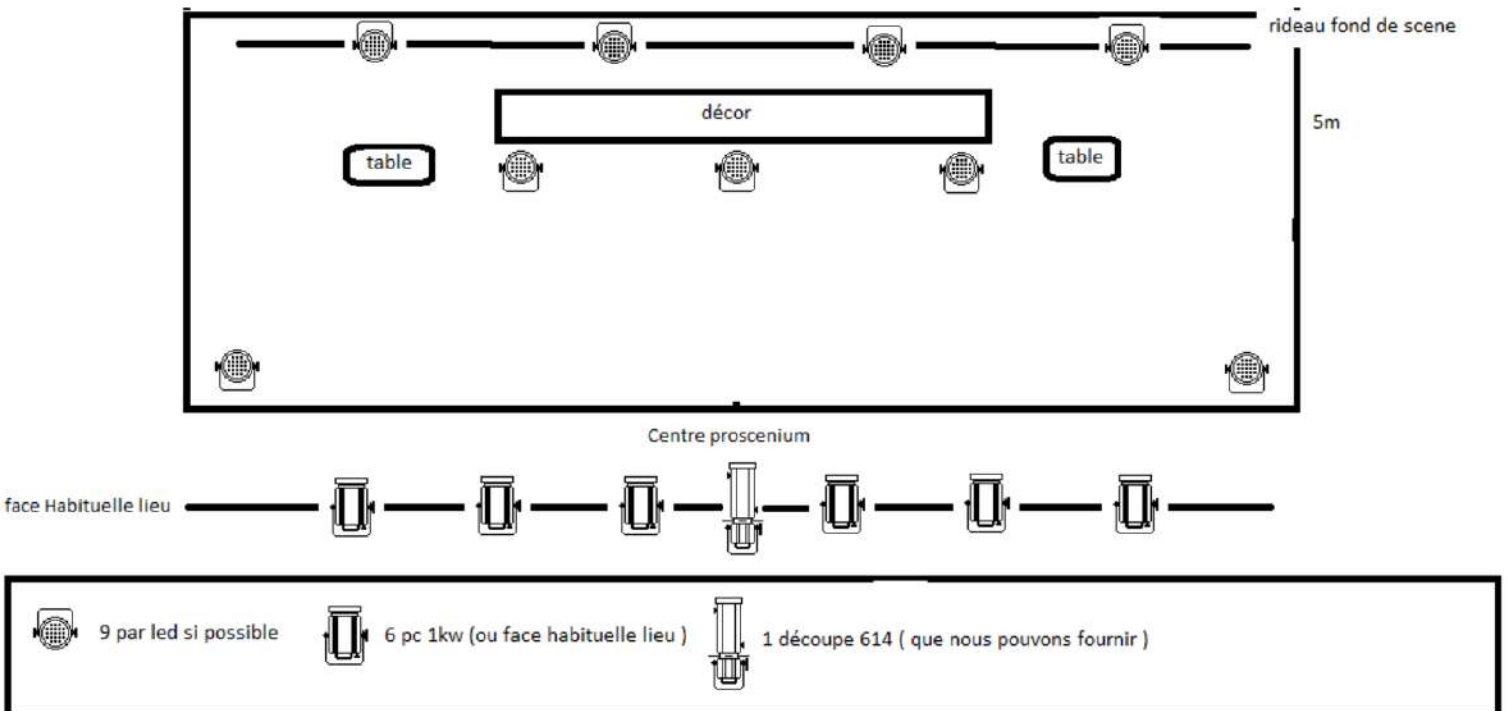 rideau fond de scene
décor
5m
table
table
Centre proscenium
face Habituelle lieu
9 par led si possible
6 pc 1kw (ou face habituelle lieu )
1 découpe 614 ( que nous pouvons fournir )